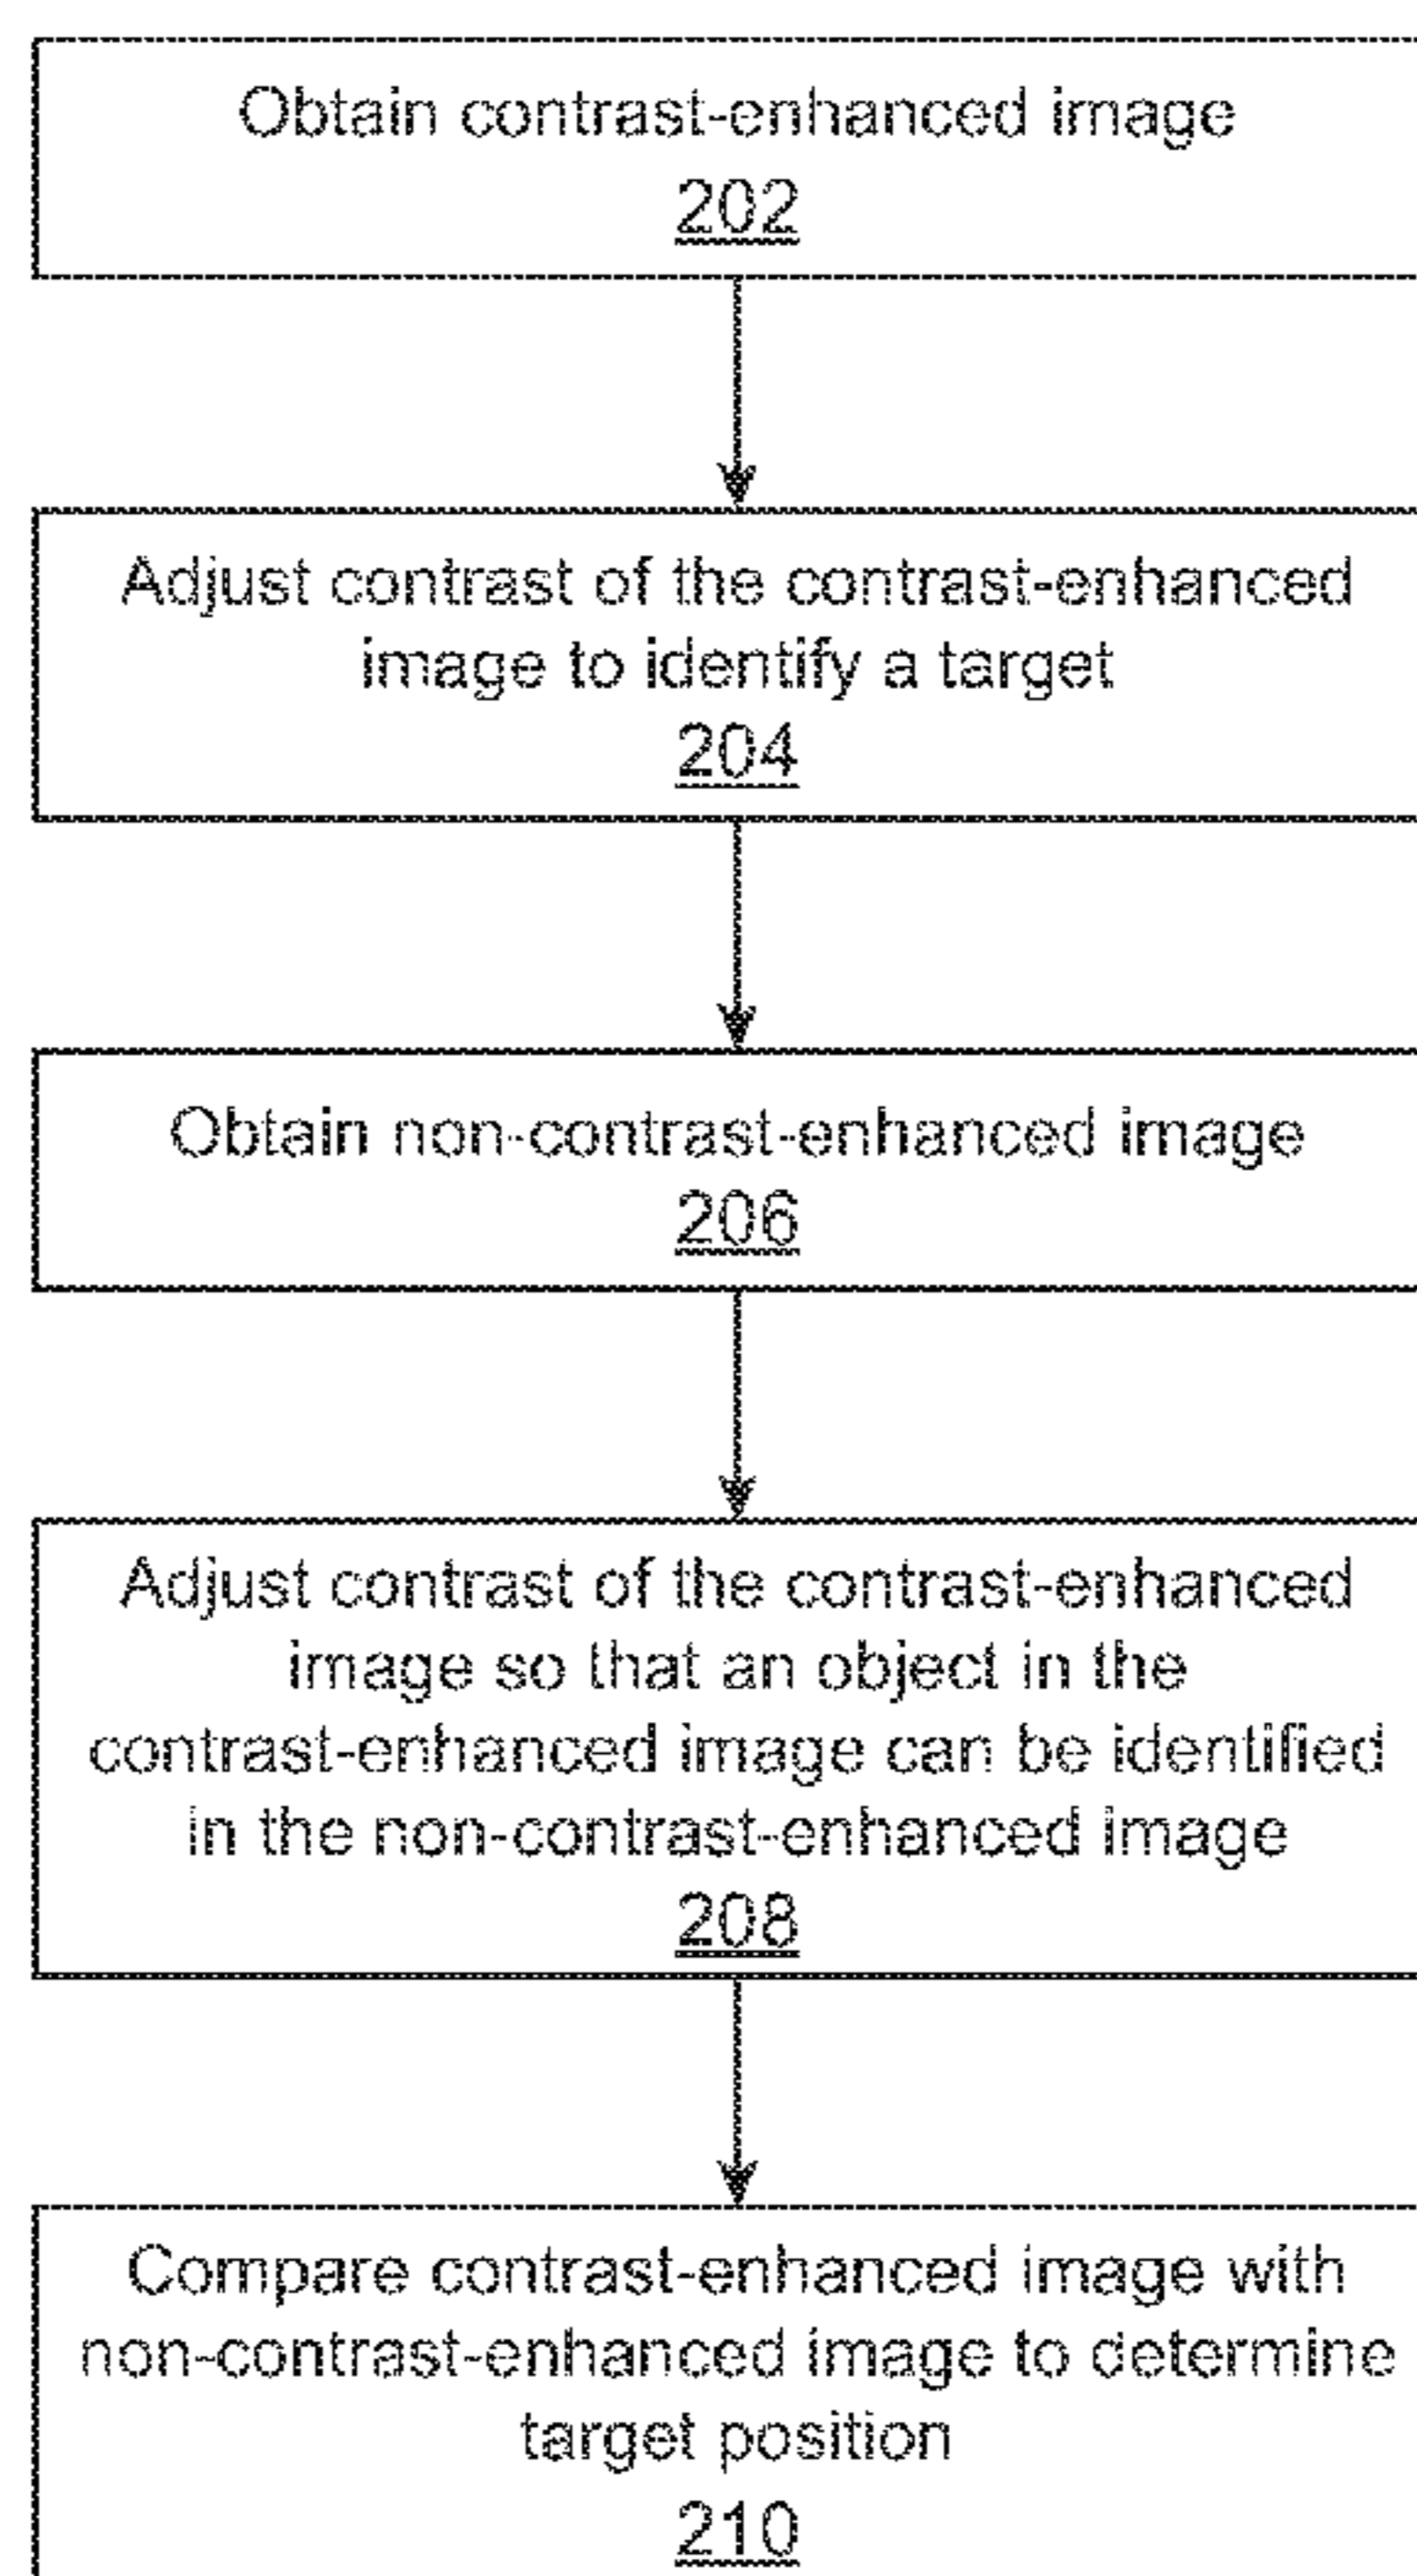 Obtain contrast-enhanced image
202
Adjust contrast of the contrast-enhanced
image to identify a target
204
Obtain non-contrast-enhanced image
206
Adjust contrast of the contrast-enhanced
image so that an object in the
contrast-enhanced image can be identified
in the non-contrast-enhanced image
208
Compare contrast-enhanced image with
non-contrast-enhanced image to determine
target position
210